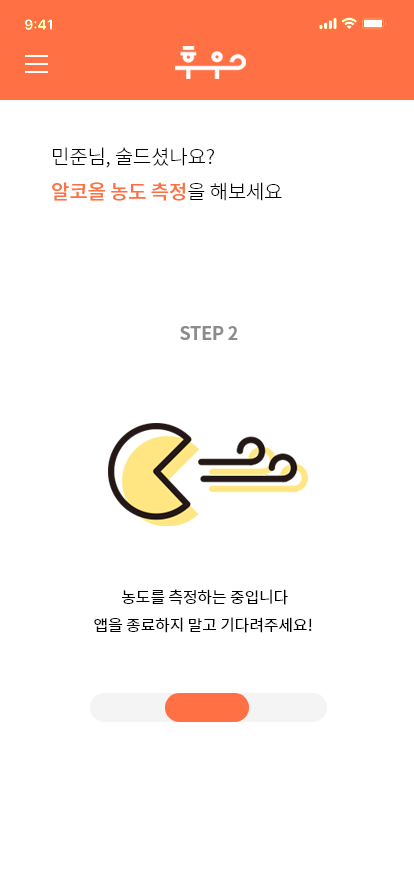 9:41
후우
민준님, 술드셨나요?
알코올 농도 측정을 해보세요
STEP 2
농도를 측정하는 중입니다
앱을 종료하지 말고 기다려주세요!